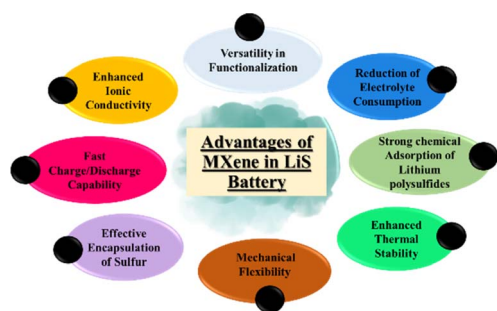 Versatility in
Functionalization
Enhanced
Ionic
Conductivity
Reduction of
Electrolyte
Consumption
Advantages of
MXene in LiS
Battery
Fast
Charge/Discharge
Capability
Strong chemical
Adsorption of
Lithium
polysulfides
Effective
Encapsulation
of Sulfur
Enhanced
Thermal
Stability
Mechanical
Flexibility